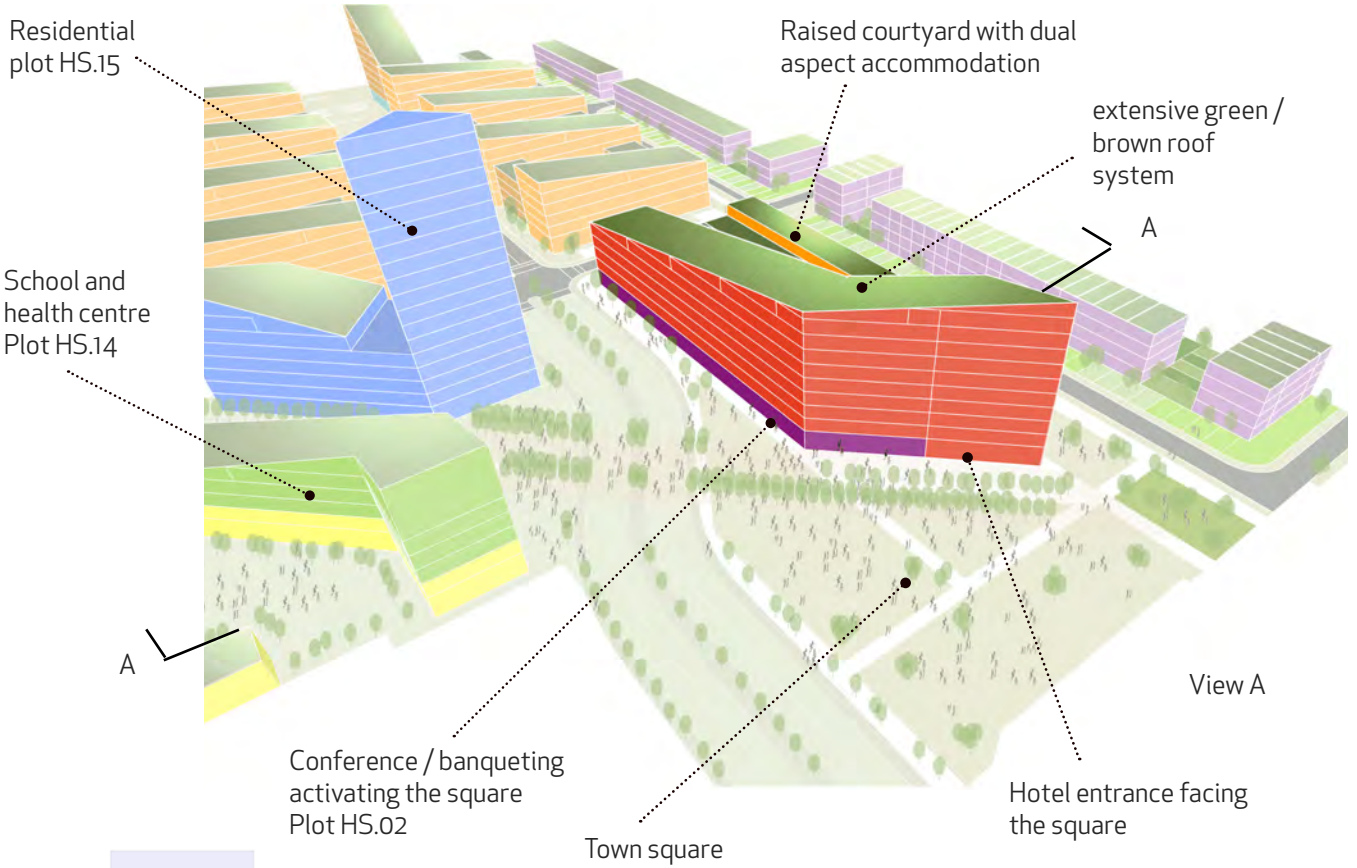 Residential
plot HS.15
Raised courtyard with dual
aspect accommodation
extensive green /
brown roof
system
A
School and
health centre
Plot HS.14
A
View A
Conference / banqueting
activating the square
Plot HS.02
Hotel entrance facing
the square
Town square